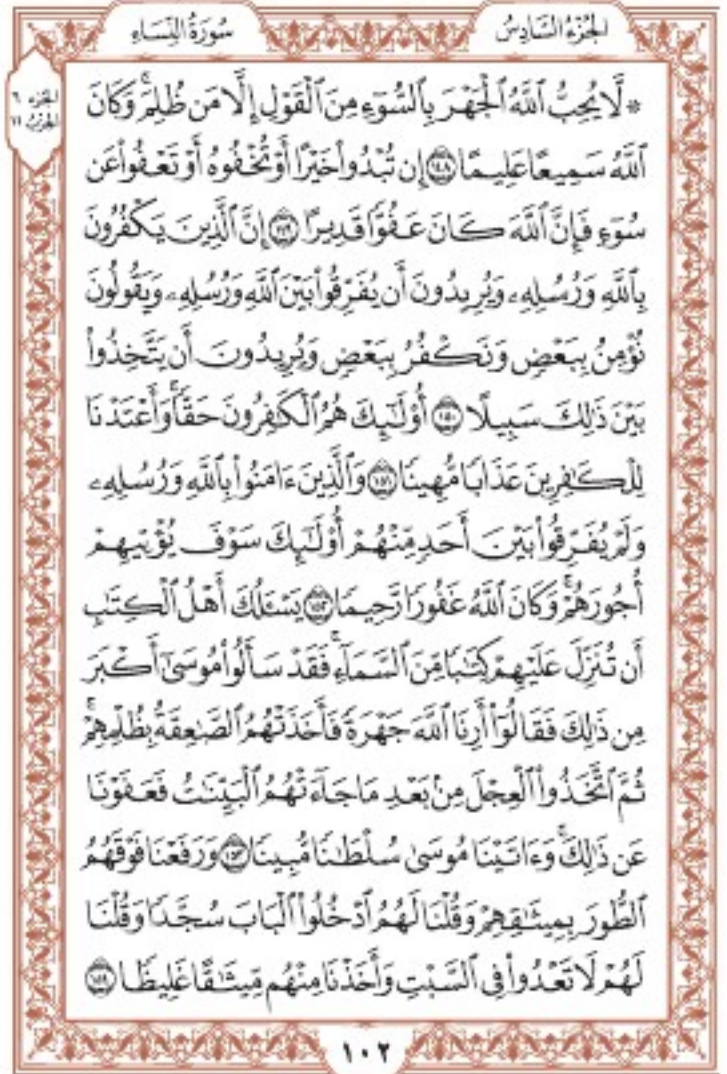 الجُزْءُ السَّادِسُ
سُورَةُ النِّسَاءِ
الجزء ٦
الحزب ١١
۞ لَّا يُحِبُّ ٱللَّهُ ٱلْجَهْرَ بِٱلسُّوٓءِ مِنَ ٱلْقَوْلِ إِلَّا مَن ظُلِمَۚ وَكَانَ
ٱللَّهُ سَمِيعًا عَلِيمًا ١٤٨ إِن تُبْدُوا۟ خَيْرًا أَوْ تُخْفُوهُ أَوْ تَعْفُوا۟ عَن
سُوٓءٍ فَإِنَّ ٱللَّهَ كَانَ عَفُوًّا قَدِيرًا ١٤٩ إِنَّ ٱلَّذِينَ يَكْفُرُونَ
بِٱللَّهِ وَرُسُلِهِۦ وَيُرِيدُونَ أَن يُفَرِّقُوا۟ بَيْنَ ٱللَّهِ وَرُسُلِهِۦ وَيَقُولُونَ
نُؤْمِنُ بِبَعْضٍ وَنَكْفُرُ بِبَعْضٍ وَيُرِيدُونَ أَن يَتَّخِذُوا۟
بَيْنَ ذَٰلِكَ سَبِيلًا ١٥٠ أُو۟لَٰٓئِكَ هُمُ ٱلْكَٰفِرُونَ حَقًّاۚ وَأَعْتَدْنَا
لِلْكَٰفِرِينَ عَذَابًا مُّهِينًا ١٥١ وَٱلَّذِينَ ءَامَنُوا۟ بِٱللَّهِ وَرُسُلِهِۦ
وَلَمْ يُفَرِّقُوا۟ بَيْنَ أَحَدٍ مِّنْهُمْ أُو۟لَٰٓئِكَ سَوْفَ يُؤْتِيهِمْ
أُجُورَهُمْۚ وَكَانَ ٱللَّهُ غَفُورًا رَّحِيمًا ١٥٢ يَسْـَٔلُكَ أَهْلُ ٱلْكِتَٰبِ
أَن تُنَزِّلَ عَلَيْهِمْ كِتَٰبًا مِّنَ ٱلسَّمَآءِۚ فَقَدْ سَأَلُوا۟ مُوسَىٰٓ أَكْبَرَ
مِن ذَٰلِكَ فَقَالُوٓا۟ أَرِنَا ٱللَّهَ جَهْرَةً فَأَخَذَتْهُمُ ٱلصَّٰعِقَةُ بِظُلْمِهِمْۚ
ثُمَّ ٱتَّخَذُوا۟ ٱلْعِجْلَ مِنۢ بَعْدِ مَا جَآءَتْهُمُ ٱلْبَيِّنَٰتُ فَعَفَوْنَا
عَن ذَٰلِكَۚ وَءَاتَيْنَا مُوسَىٰ سُلْطَٰنًا مُّبِينًا ١٥٣ وَرَفَعْنَا فَوْقَهُمُ
ٱلطُّورَ بِمِيثَٰقِهِمْ وَقُلْنَا لَهُمُ ٱدْخُلُوا۟ ٱلْبَابَ سُجَّدًا وَقُلْنَا
لَهُمْ لَا تَعْدُوا۟ فِى ٱلسَّبْتِ وَأَخَذْنَا مِنْهُم مِّيثَٰقًا غَلِيظًا ١٥٤
١٠٢